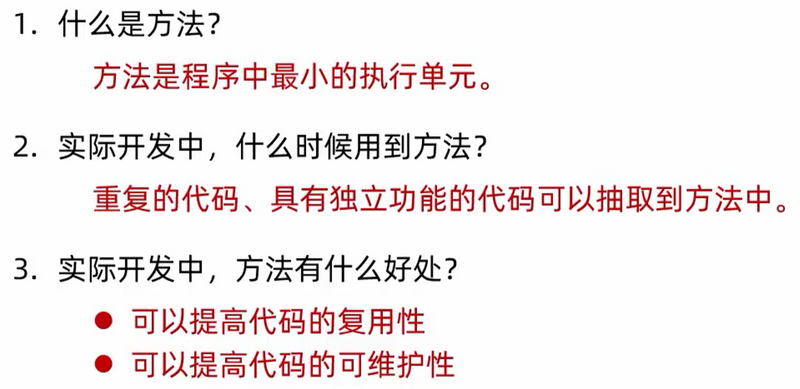 1. 什么是方法？
方法是程序中最小的执行单元。
2. 实际开发中，什么时候用到方法？
重复的代码、具有独立功能的代码可以抽取到方法中。
3. 实际开发中，方法有什么好处？
● 可以提高代码的复用性
● 可以提高代码的可维护性